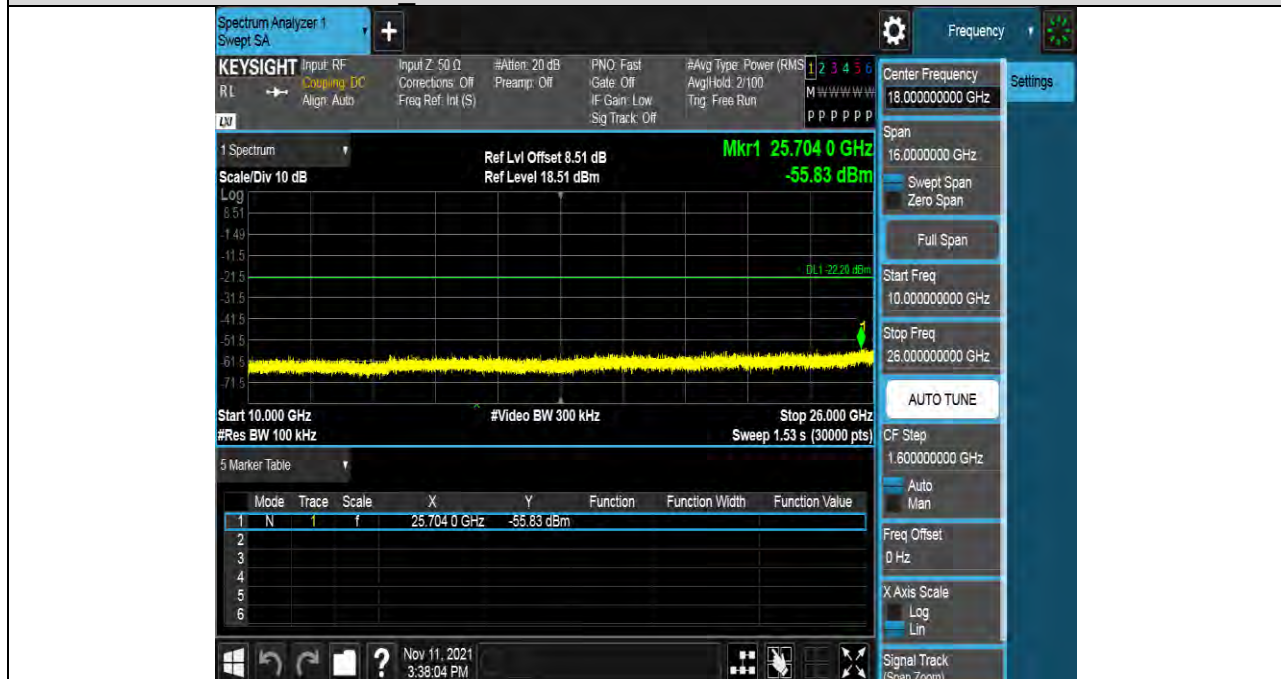 Spectrum Analyzer 1
Swept SA
+
Frequency
KEYSIGHT
RL
LXI
Input: RF
Coupling: DC
Align: Auto
Input Z: 50 Ω
Corrections: Off
Freq Ref: Int (S)
#Atten: 20 dB
Preamp: Off
PNO: Fast
Gate: Off
IF Gain: Low
Sig Track: Off
#Avg Type: Power (RMS
Avg|Hold: 2/100
Trig: Free Run
1 2 3 4 5 6
M W W W W W
P P P P P P
1 Spectrum
Scale/Div 10 dB
Ref Lvl Offset 8.51 dB
Ref Level 18.51 dBm
Mkr1 25.704 0 GHz
-55.83 dBm
Log
8.51
-1.49
-11.5
-21.5
-31.5
-41.5
-51.5
-61.5
-71.5
DL1 -22.20 dBm
1
Start 10.000 GHz
#Video BW 300 kHz
Stop 26.000 GHz
#Res BW 100 kHz
Sweep 1.53 s (30000 pts)
5 Marker Table
Mode Trace Scale X Y Function Function Width Function Value
1 N 1 f 25.704 0 GHz -55.83 dBm
2
3
4
5
6
?
Nov 11, 2021
3:38:04 PM
Center Frequency
18.000000000 GHz
Settings
Span
16.0000000 GHz
Swept Span
Zero Span
Full Span
Start Freq
10.000000000 GHz
Stop Freq
26.000000000 GHz
AUTO TUNE
CF Step
1.600000000 GHz
Auto
Man
Freq Offset
0 Hz
X Axis Scale
Log
Lin
Signal Track
(Span Zoom)